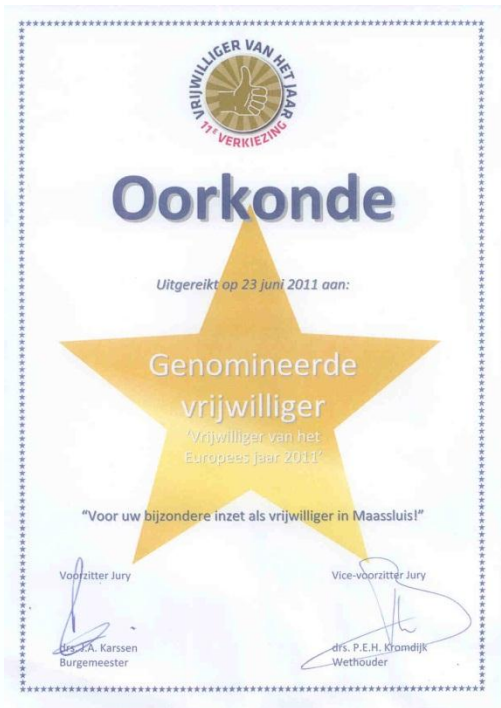 VRIJWILLIGER VAN HET JAAR
11e VERKIEZING
Oorkonde
Uitgereikt op 23 juni 2011 aan:
Genomineerde
vrijwilliger
‘Vrijwilliger van het
Europees jaar 2011’
“Voor uw bijzondere inzet als vrijwilliger in Maassluis!”
Voorzitter Jury
Vice-voorzitter Jury
drs. J.A. Karssen
Burgemeester
drs. P.E.H. Kromdijk
Wethouder